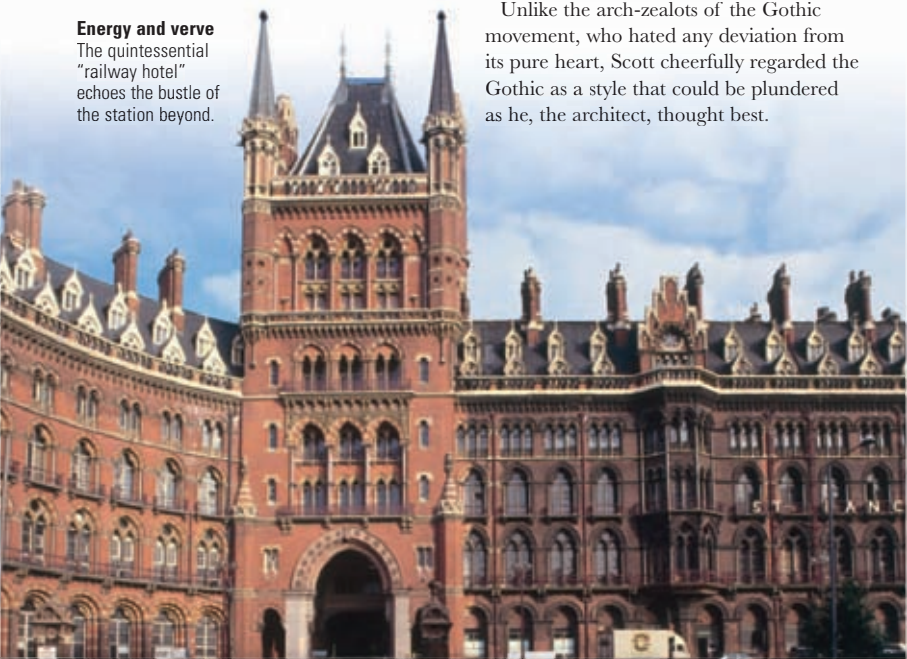 Energy and verve
The quintessential
“railway hotel”
echoes the bustle of
the station beyond.
Unlike the arch-zealots of the Gothic
movement, who hated any deviation from
its pure heart, Scott cheerfully regarded the
Gothic as a style that could be plundered
as he, the architect, thought best.
ST ANC